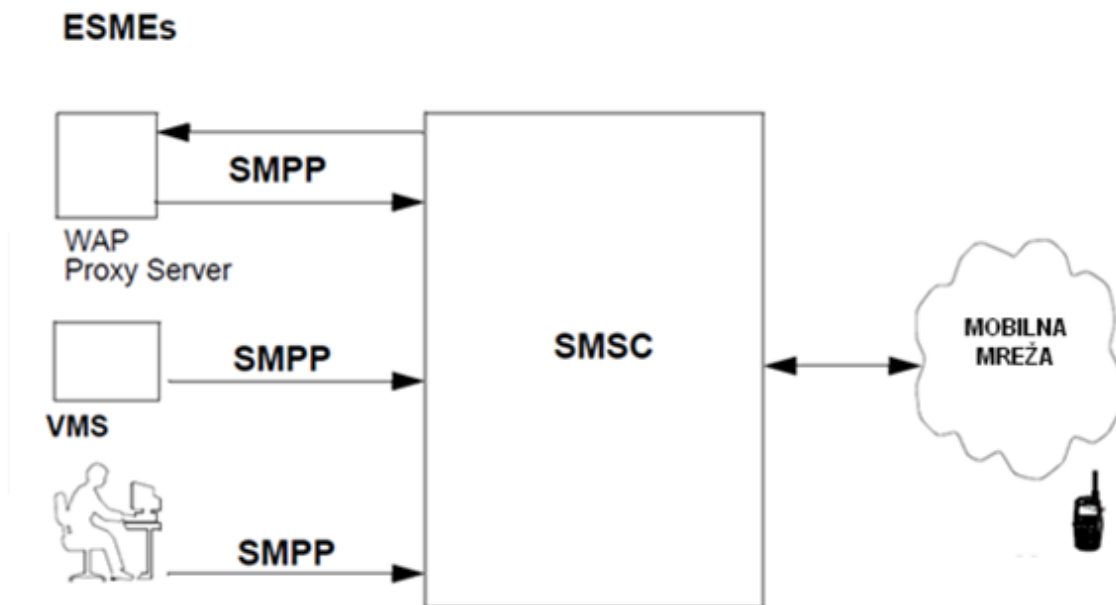 ESMEs
SMPP
WAP
Proxy Server
SMPP
VMS
SMPP
SMSC
MOBILNA
MREŽA